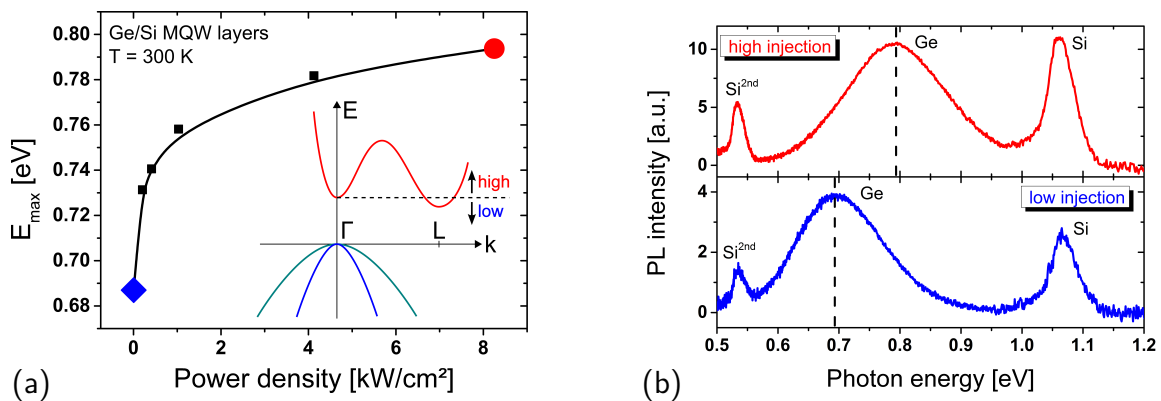 Ge/Si MQW layers
T = 300 K
E
high
low
Γ
L
k
0.80
0.78
0.76
0.74
0.72
0.70
0.68
E_max [eV]
0 2 4 6 8
Power density [kW/cm²]
(a)
high injection
Ge
Si
Si^2nd
10
5
0
low injection
Ge
Si
Si^2nd
4
2
0
PL intensity [a.u.]
0.5 0.6 0.7 0.8 0.9 1.0 1.1 1.2
Photon energy [eV]
(b)